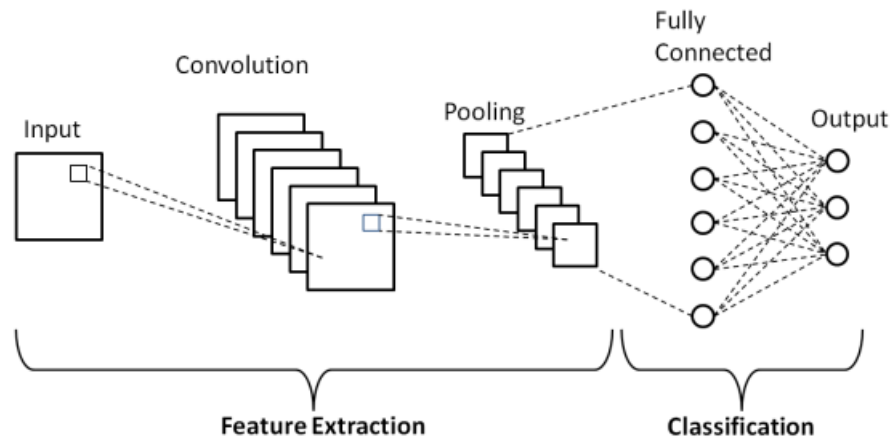 Input
Convolution
Pooling
Fully
Connected
Output
Feature Extraction
Classification